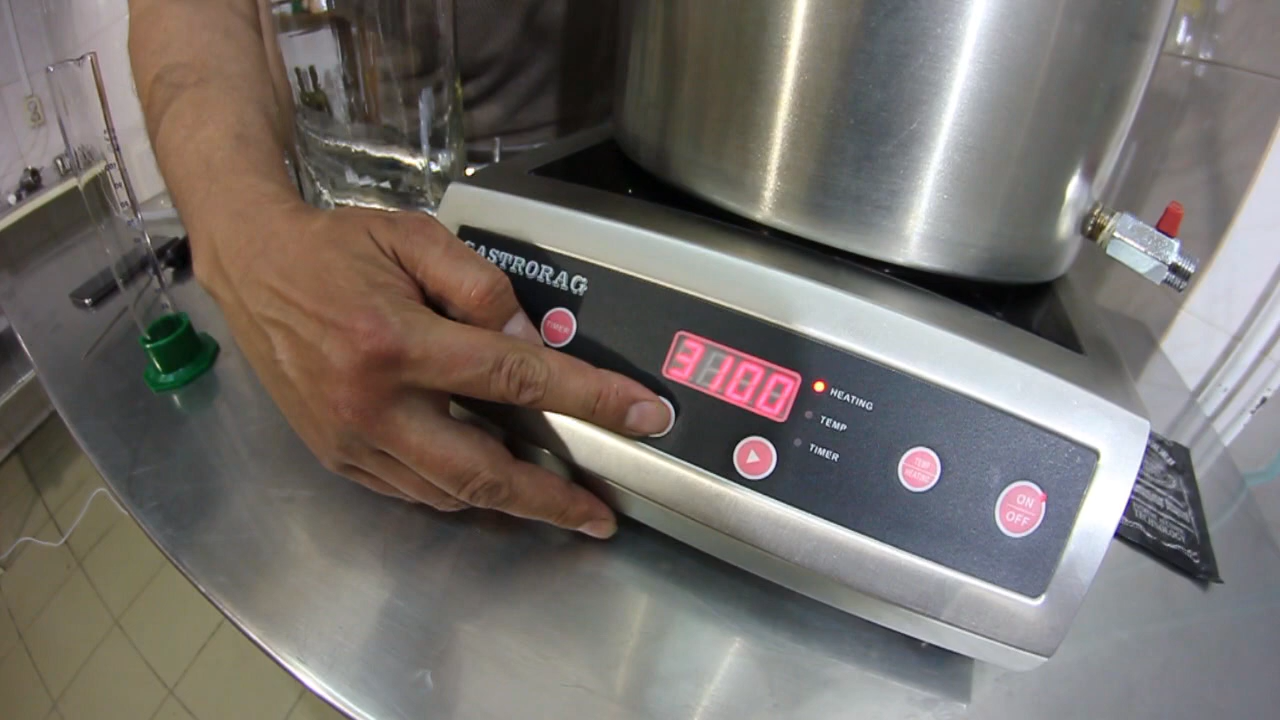 GASTRORAG
TIMER
3100
HEATING
TEMP
TIMER
TEMP
HEATING
ON
OFF